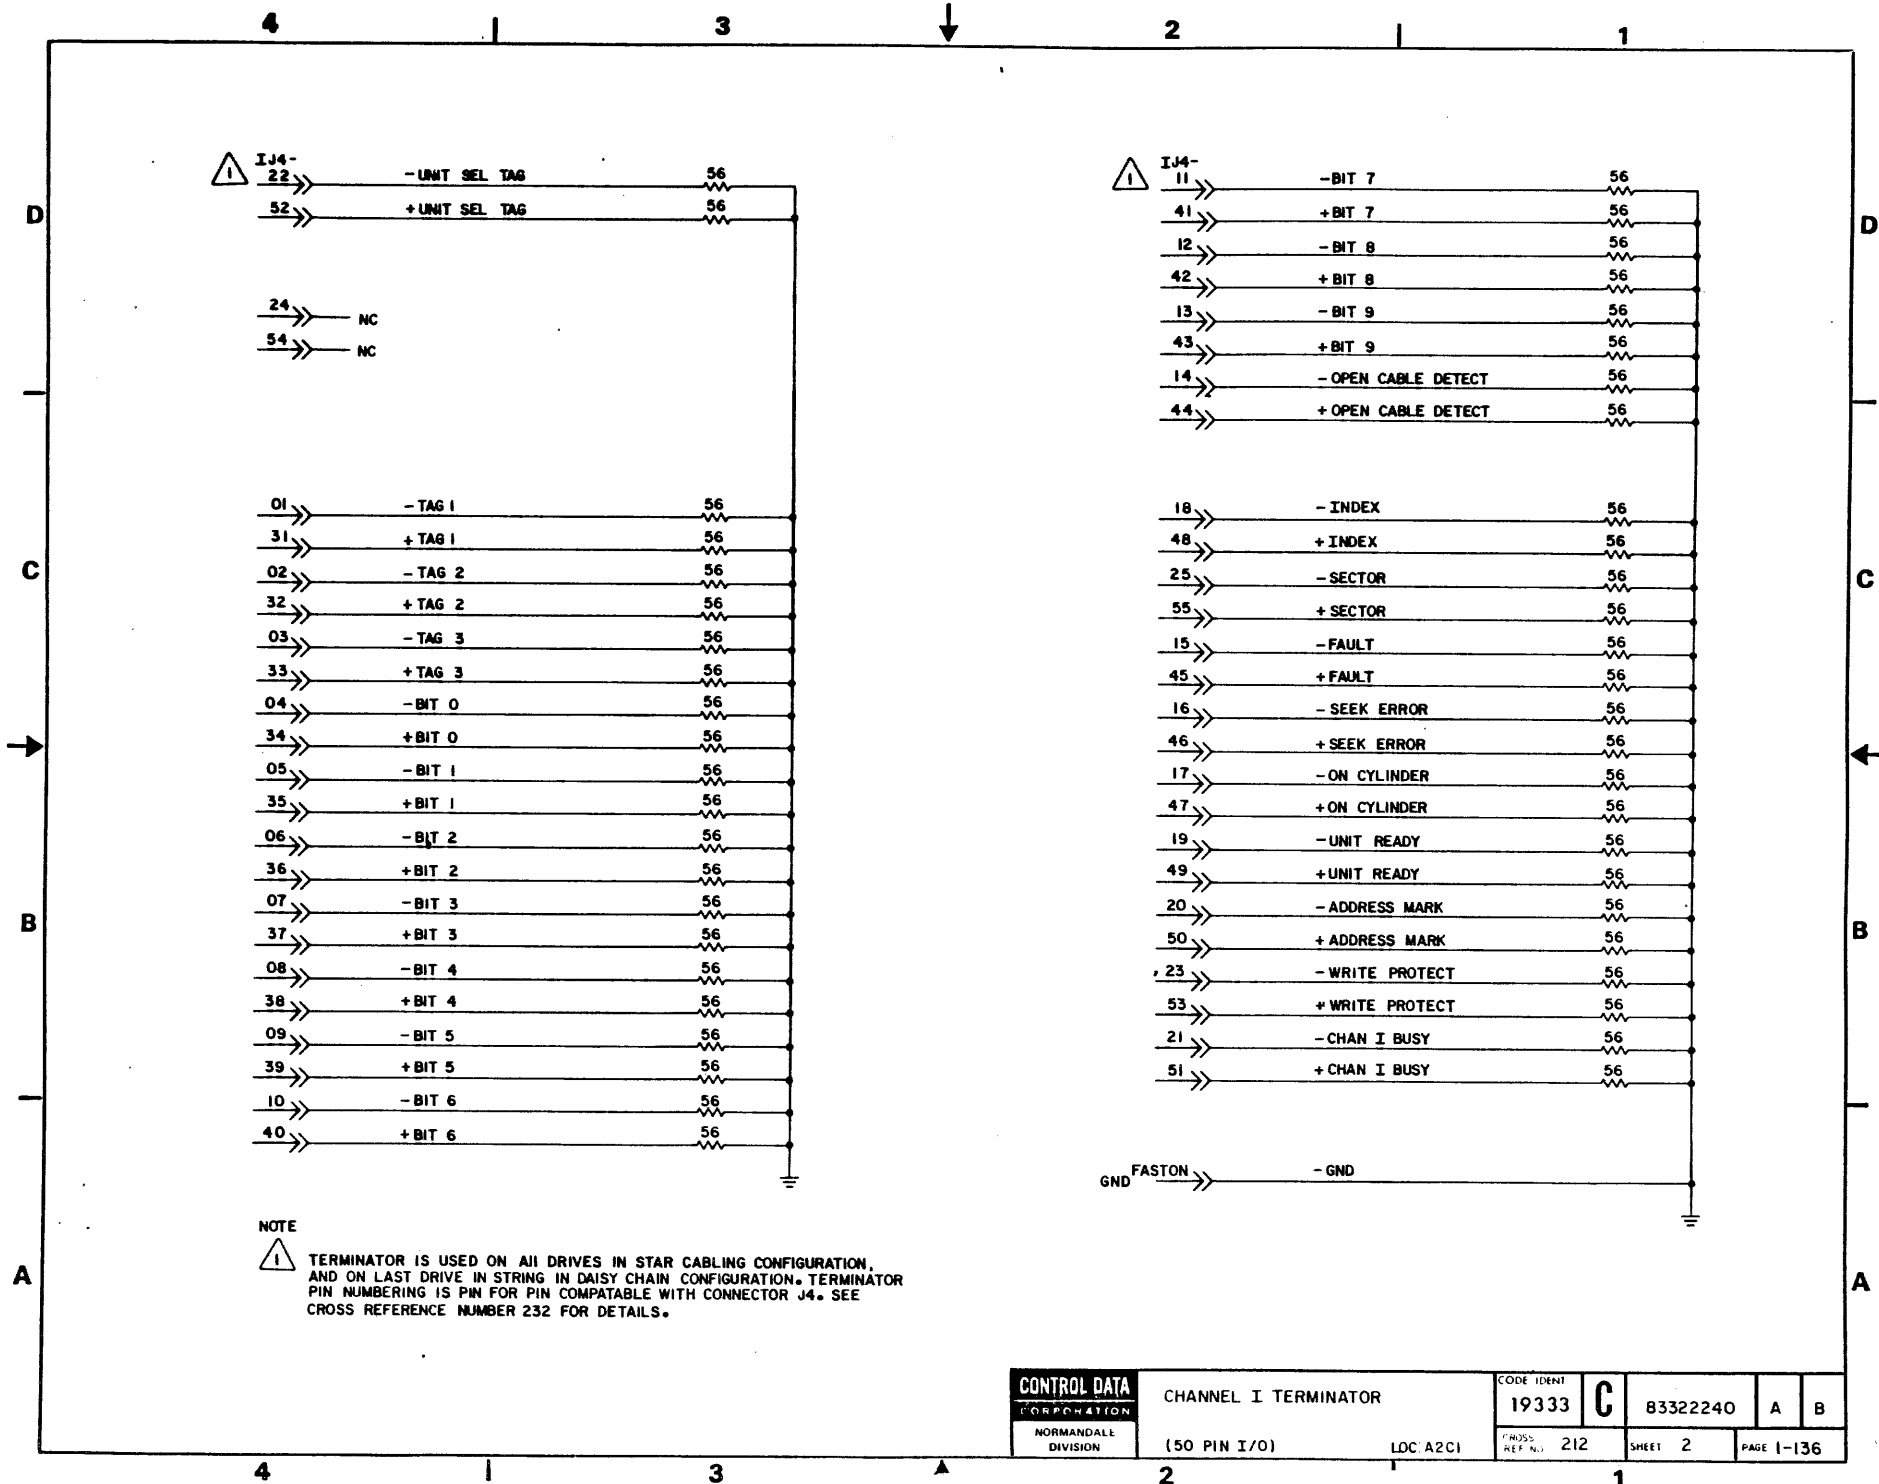 4 3 2 1
IJ4-
1 22 -UNIT SEL TAG 56
52 +UNIT SEL TAG 56
D
24 NC
54 NC
01 -TAG 1 56
31 +TAG 1 56
C
02 -TAG 2 56
32 +TAG 2 56
03 -TAG 3 56
33 +TAG 3 56
04 -BIT 0 56
34 +BIT 0 56
05 -BIT 1 56
35 +BIT 1 56
06 -BIT 2 56
36 +BIT 2 56
07 -BIT 3 56
B
37 +BIT 3 56
08 -BIT 4 56
38 +BIT 4 56
09 -BIT 5 56
39 +BIT 5 56
10 -BIT 6 56
40 +BIT 6 56
IJ4-
1 11 -BIT 7 56
41 +BIT 7 56
D
12 -BIT 8 56
42 +BIT 8 56
13 -BIT 9 56
43 +BIT 9 56
14 -OPEN CABLE DETECT 56
44 +OPEN CABLE DETECT 56
18 -INDEX 56
48 +INDEX 56
25 -SECTOR 56
C
55 +SECTOR 56
15 -FAULT 56
45 +FAULT 56
16 -SEEK ERROR 56
46 +SEEK ERROR 56
17 -ON CYLINDER 56
47 +ON CYLINDER 56
19 -UNIT READY 56
49 +UNIT READY 56
20 -ADDRESS MARK 56
B
50 +ADDRESS MARK 56
23 -WRITE PROTECT 56
53 +WRITE PROTECT 56
21 -CHAN I BUSY 56
51 +CHAN I BUSY 56
GND FASTON -GND
NOTE
1 TERMINATOR IS USED ON All DRIVES IN STAR CABLING CONFIGURATION,
AND ON LAST DRIVE IN STRING IN DAISY CHAIN CONFIGURATION. TERMINATOR
PIN NUMBERING IS PIN FOR PIN COMPATABLE WITH CONNECTOR J4. SEE
CROSS REFERENCE NUMBER 232 FOR DETAILS.
A
A
CONTROL DATA
CORPORATION
NORMANDALE
DIVISION
CHANNEL I TERMINATOR
(50 PIN I/O) LOC: A2C1
CODE IDENT
19333 C 83322240 A B
CROSS
REF NO. 212 SHEET 2 PAGE 1-136
4 3 2 1